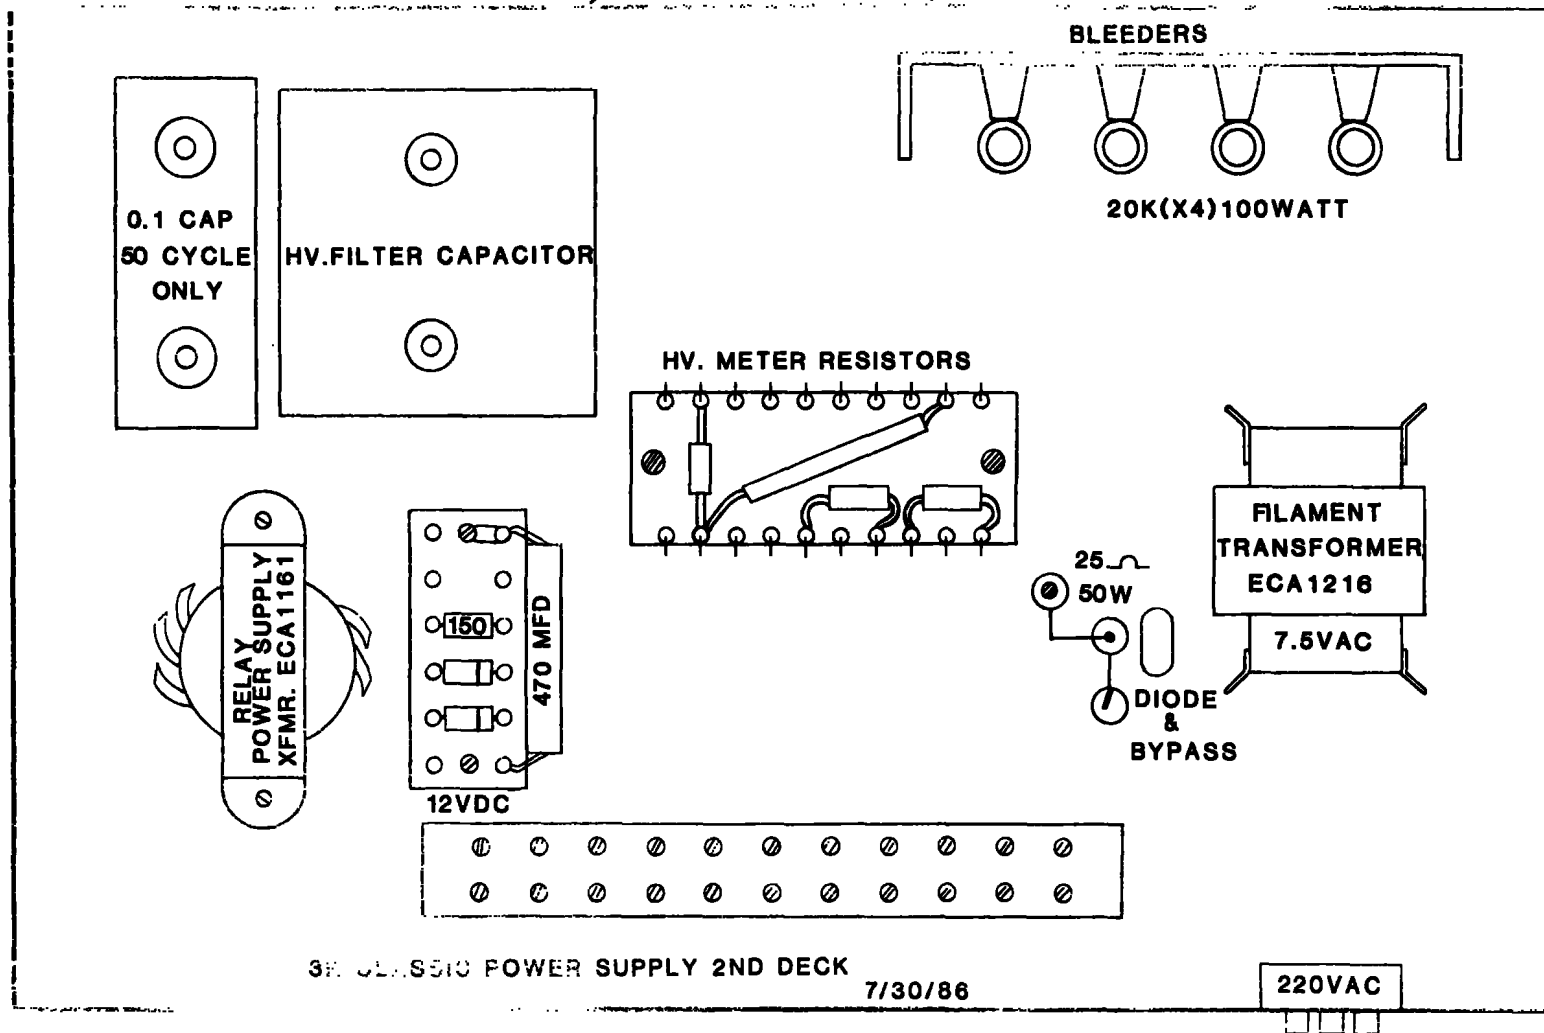 BLEEDERS
20K(X4)100WATT
0.1 CAP
50 CYCLE
ONLY
HV.FILTER CAPACITOR
HV. METER RESISTORS
FILAMENT
TRANSFORMER
ECA1216
7.5VAC
25
50W
DIODE
&
BYPASS
RELAY
POWER SUPPLY
XFMR. ECA1161
150
470 MFD
12VDC
POWER SUPPLY 2ND DECK
7/30/86
220VAC